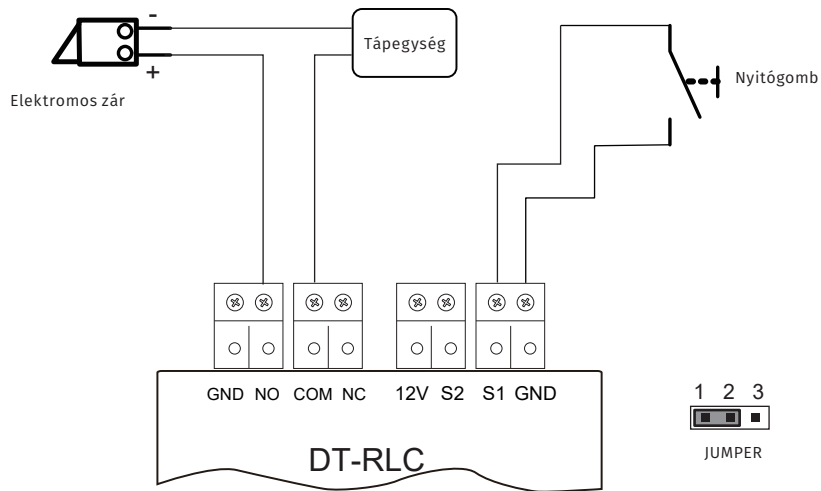 -
Tápegység
+
Elektromos zár
Nyitógomb
GND NO COM NC 12V S2 S1 GND
DT-RLC
1 2 3
JUMPER